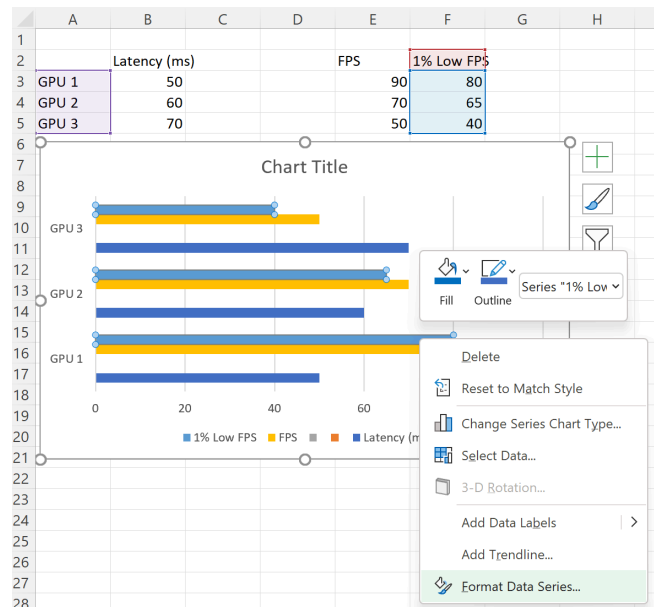 A B C D E F G H
1
2 Latency (ms) FPS 1% Low FPS
3 GPU 1 50 90 80
4 GPU 2 60 70 65
5 GPU 3 70 50 40
6
7 Chart Title
8
9
10 GPU 3
11
12
13 GPU 2
14
15
16 GPU 1
17
18
19 0 20 40 60
20 1% Low FPS FPS Latency (m
21
22
23
24
25
26
27
28
Fill Outline Series "1% Low
Delete
Reset to Match Style
Change Series Chart Type...
Select Data...
3-D Rotation...
Add Data Labels
Add Trendline...
Format Data Series...